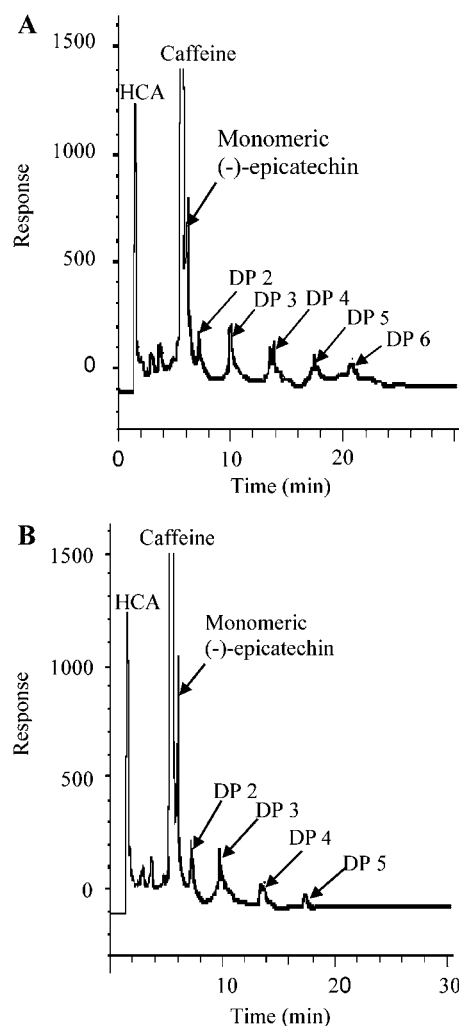 A
1500
Caffeine
HCA
Monomeric
(-)-epicatechin
1000
Response
500
DP 2
DP 3
DP 4
DP 5
DP 6
0
0
10
20
Time (min)
B
Caffeine
1500
HCA
Monomeric
(-)-epicatechin
1000
Response
500
DP 2
DP 3
DP 4
DP 5
0
10
20
30
Time (min)